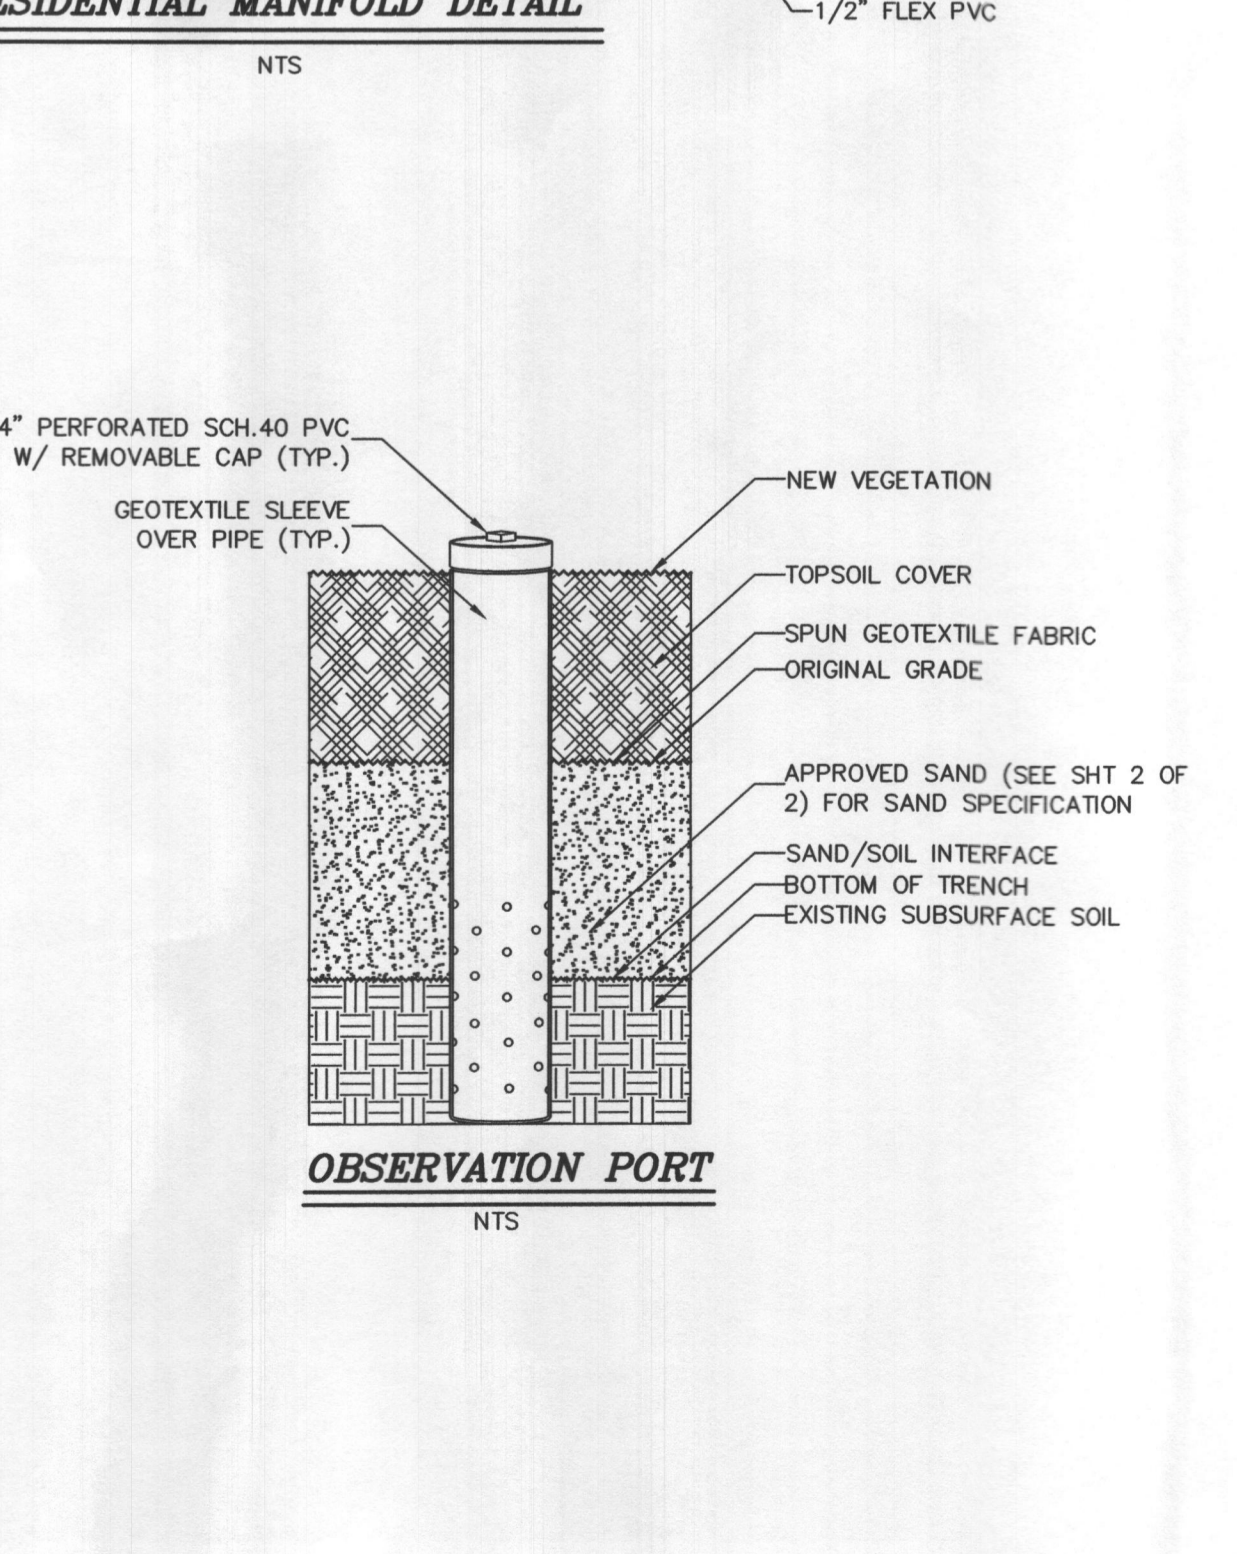 MANIFOLD DETAIL
1/2" FLEX PVC
NTS
4" PERFORATED SCH.40 PVC
W/ REMOVABLE CAP (TYP.)
GEOTEXTILE SLEEVE
OVER PIPE (TYP.)
NEW VEGETATION
TOPSOIL COVER
SPUN GEOTEXTILE FABRIC
ORIGINAL GRADE
APPROVED SAND (SEE SHT 2 OF
2) FOR SAND SPECIFICATION
SAND/SOIL INTERFACE
BOTTOM OF TRENCH
EXISTING SUBSURFACE SOIL
OBSERVATION PORT
NTS